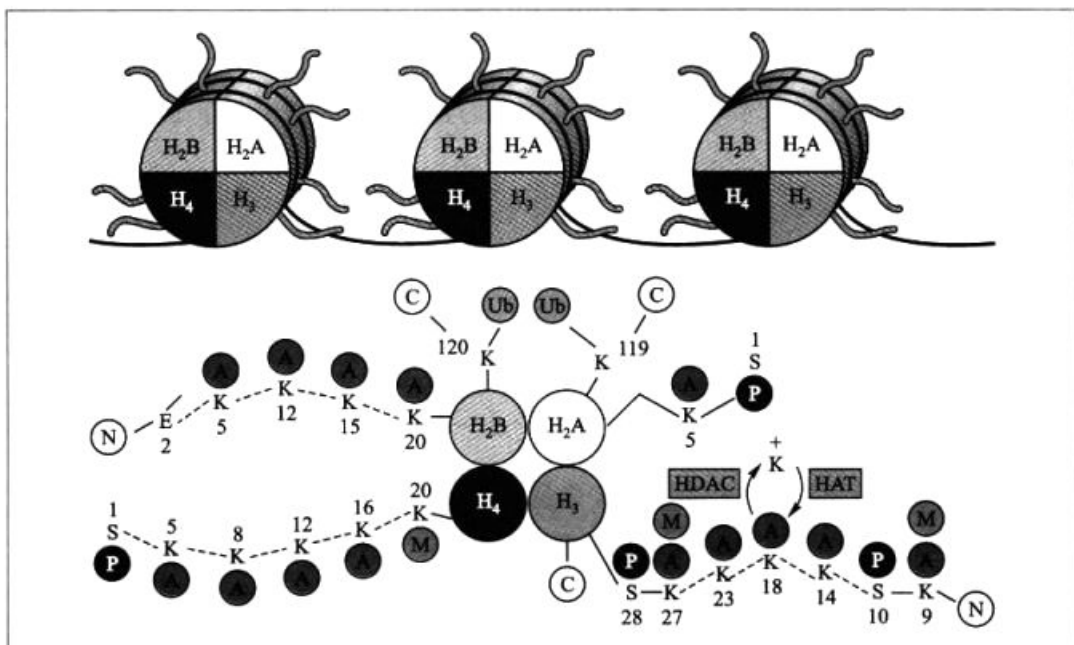 H₂B H₂A H₂B H₂A H₂B H₂A
H₄ H₃ H₄ H₃ H₄ H₃
C Ub Ub C
120 K K 119
A A A A
N E K K K K
2 5 12 15 20
H₂B H₂A
A K 5
1 S P
+
K
HDAC HAT
H₄ H₃
C
1 S P
5 K A
8 K A
12 K A
16 K A
20 K M
P M A A A A P M A
S K K K K S K N
28 27 23 18 14 10 9